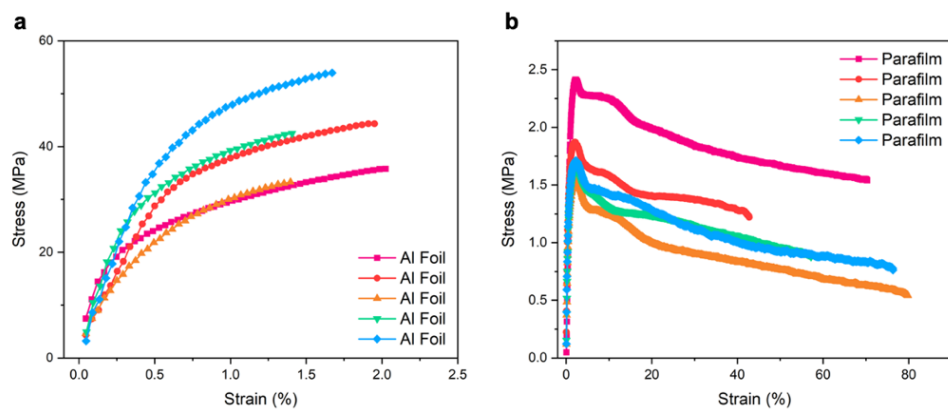 a
60
40
20
0
Stress (MPa)
0.0 0.5 1.0 1.5 2.0 2.5
Strain (%)
Al Foil
Al Foil
Al Foil
Al Foil
Al Foil
b
2.5
2.0
1.5
1.0
0.5
0.0
Stress (MPa)
0 20 40 60 80
Strain (%)
Parafilm
Parafilm
Parafilm
Parafilm
Parafilm